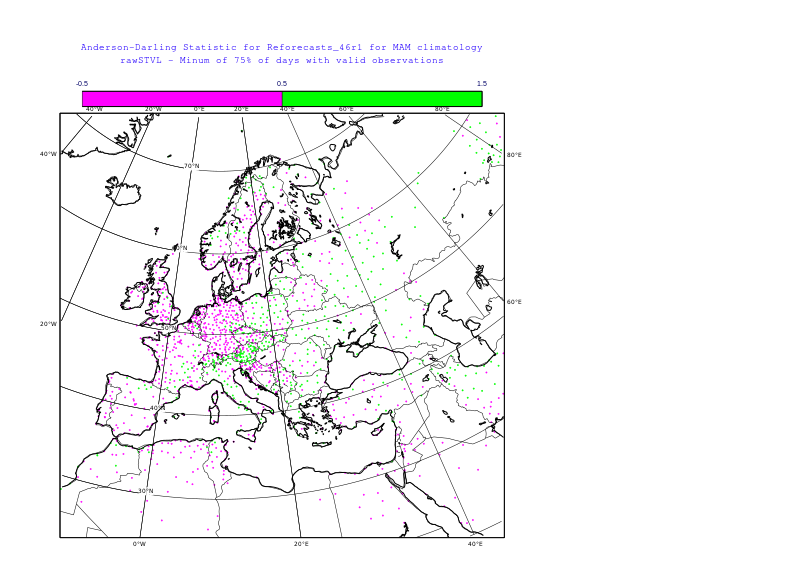 Anderson-Darling Statistic for Reforecasts_46r1 for MAM climatology
rawSTVL - Minum of 75% of days with valid observations
-0.5 0.5 1.5
40°W 20°W 0°E 20°E 40°E 60°E 80°E
40°W 80°E
70°N
60°N
60°E
20°W 50°N
40°N
30°N
0°W 20°E 40°E